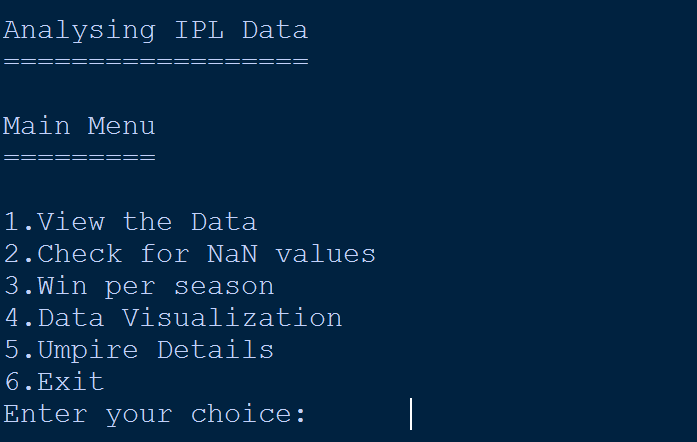 Analysing IPL Data
==================
Main Menu
=========
1.View the Data
2.Check for NaN values
3.Win per season
4.Data Visualization
5.Umpire Details
6.Exit
Enter your choice: